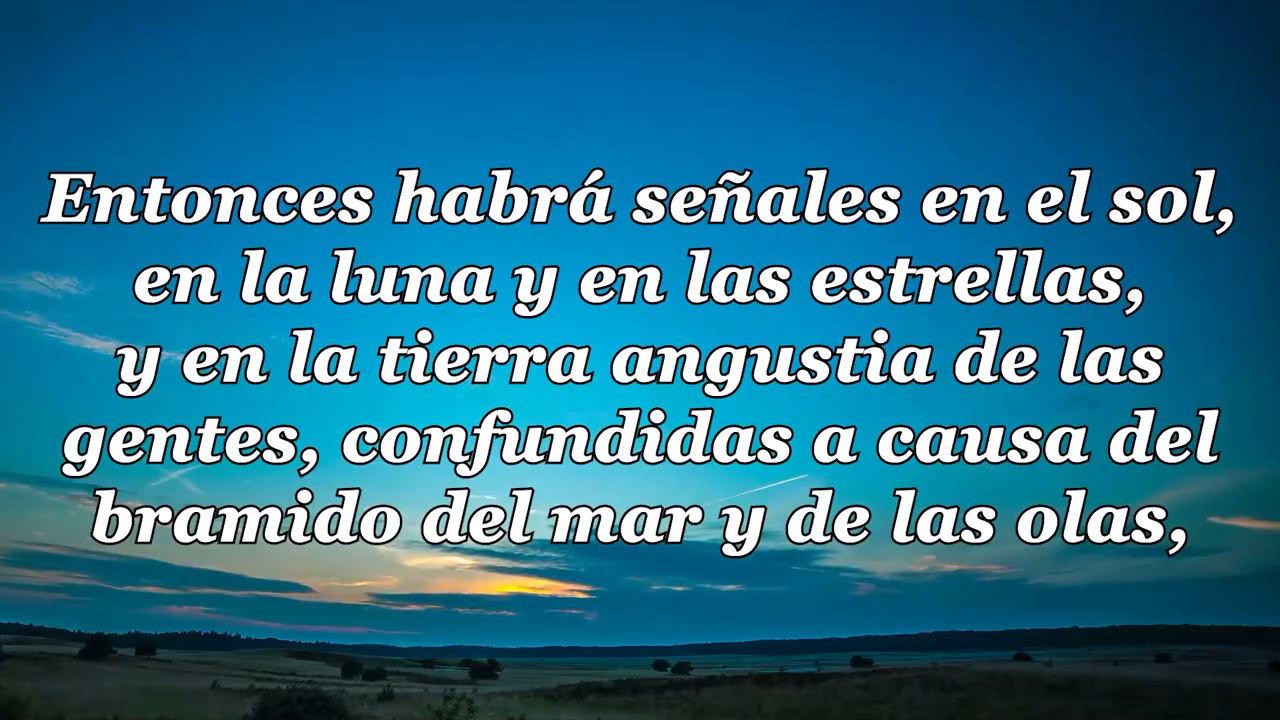 Entonces habrá señales en el sol,
en la luna y en las estrellas,
y en la tierra angustia de las
gentes, confundidas a causa del
bramido del mar y de las olas,